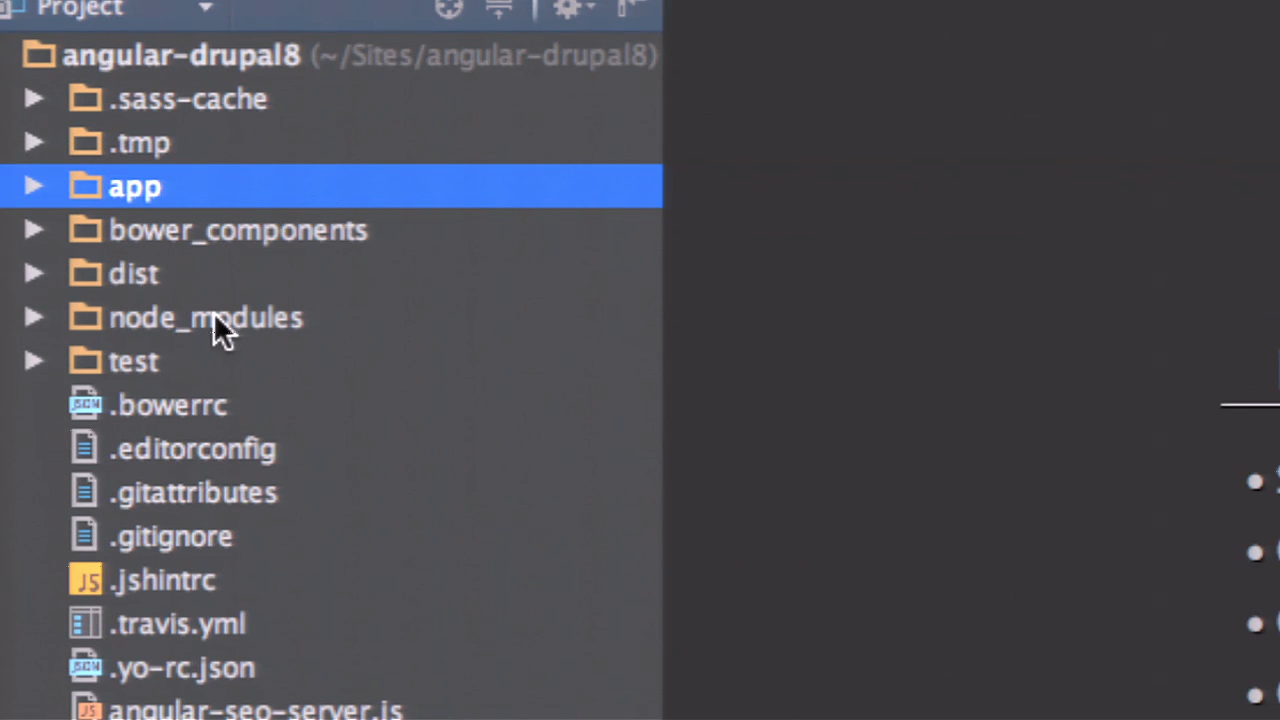 Project
angular-drupal8 (~/Sites/angular-drupal8)
.sass-cache
.tmp
app
bower_components
dist
node_modules
test
.bowerrc
.editorconfig
.gitattributes
.gitignore
.jshintrc
.travis.yml
.yo-rc.json
angular-seo-server.js